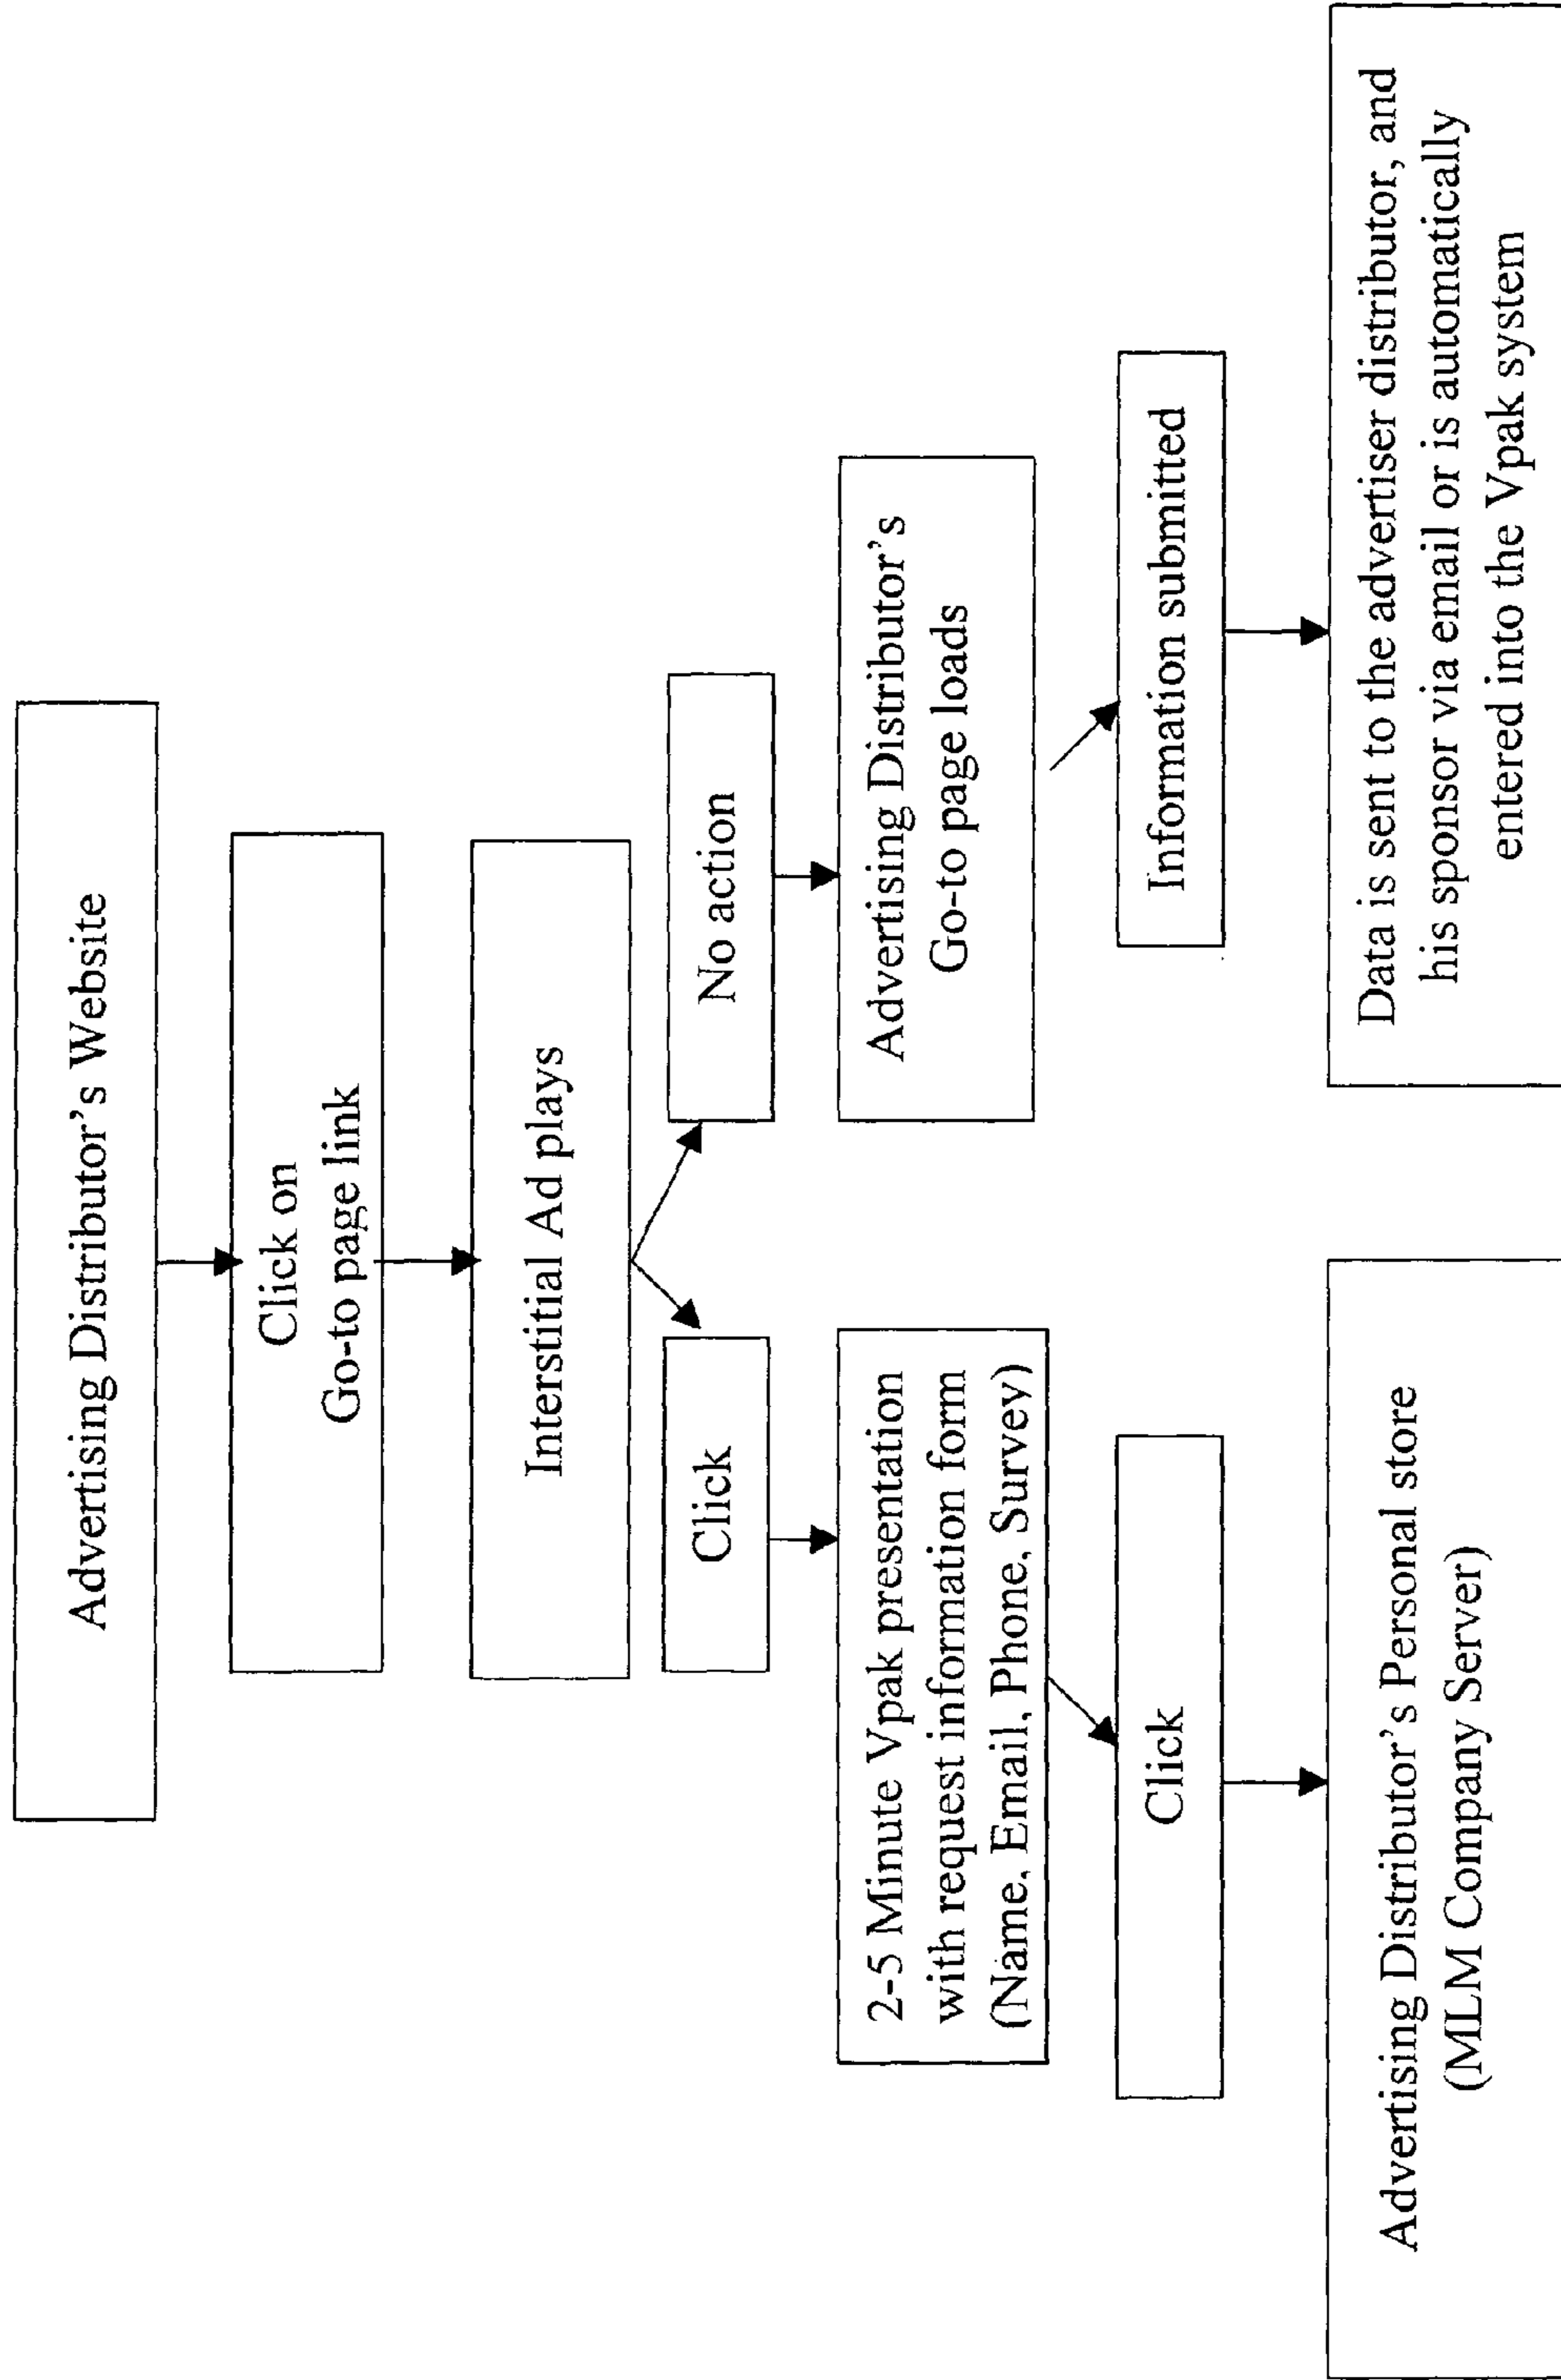 Advertising Distributor's Website
Click on
Go-to page link
Interstitial Ad plays
Click
No action
2-5 Minute Vpak presentation
with request information form
(Name, Email, Phone, Survey)
Advertising Distributor's
Go-to page loads
Click
Information submitted
Advertising Distributor's Personal store
(MLM Company Server)
Data is sent to the advertiser distributor, and
his sponsor via email or is automatically
entered into the Vpak system